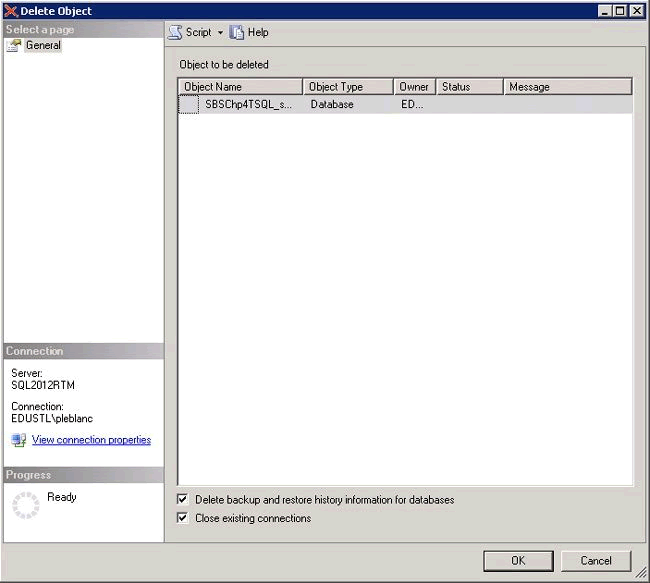 Delete Object
Select a page
General
Script Help
Object to be deleted
Object Name Object Type Owner Status Message
SBSChp4TSQL_s... Database ED...
Connection
Server:
SQL2012RTM
Connection:
EDUSTL\pleblanc
View connection properties
Progress
Ready
Delete backup and restore history information for databases
Close existing connections
OK Cancel